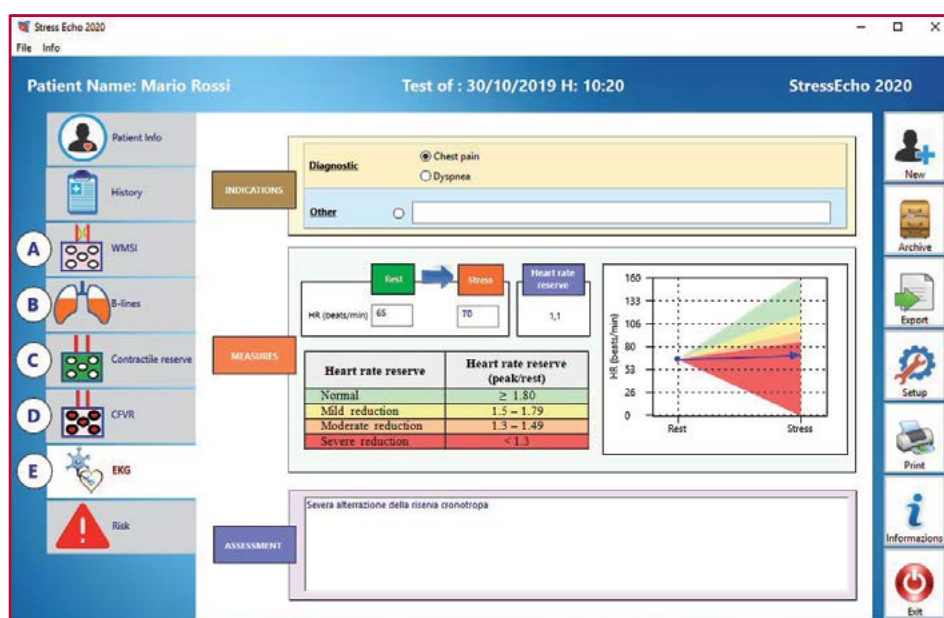 Stress Echo 2020
File Info
Patient Name: Mario Rossi
Test of : 30/10/2019 H: 10:20
StressEcho 2020
Patient Info
History
A
WMSI
B
B-lines
C
Contractile reserve
D
CFVR
E
EKG
Risk
INDICATIONS
Diagnostic
Chest pain
Dyspnea
Other
MEASURES
Rest
Stress
Heart rate
reserve
HR (beats/min) 65 70 1,1
Heart rate reserve
Heart rate reserve
(peak/rest)
Normal ≥ 1.80
Mild reduction 1.5 – 1.79
Moderate reduction 1.3 – 1.49
Severe reduction <1.3
HR (beats/min)
160
133
106
80
53
26
0
Rest Stress
ASSESSMENT
Severa alterrazione della riserva cronotropa
New
Archive
Export
Setup
Print
Informazions
Exit